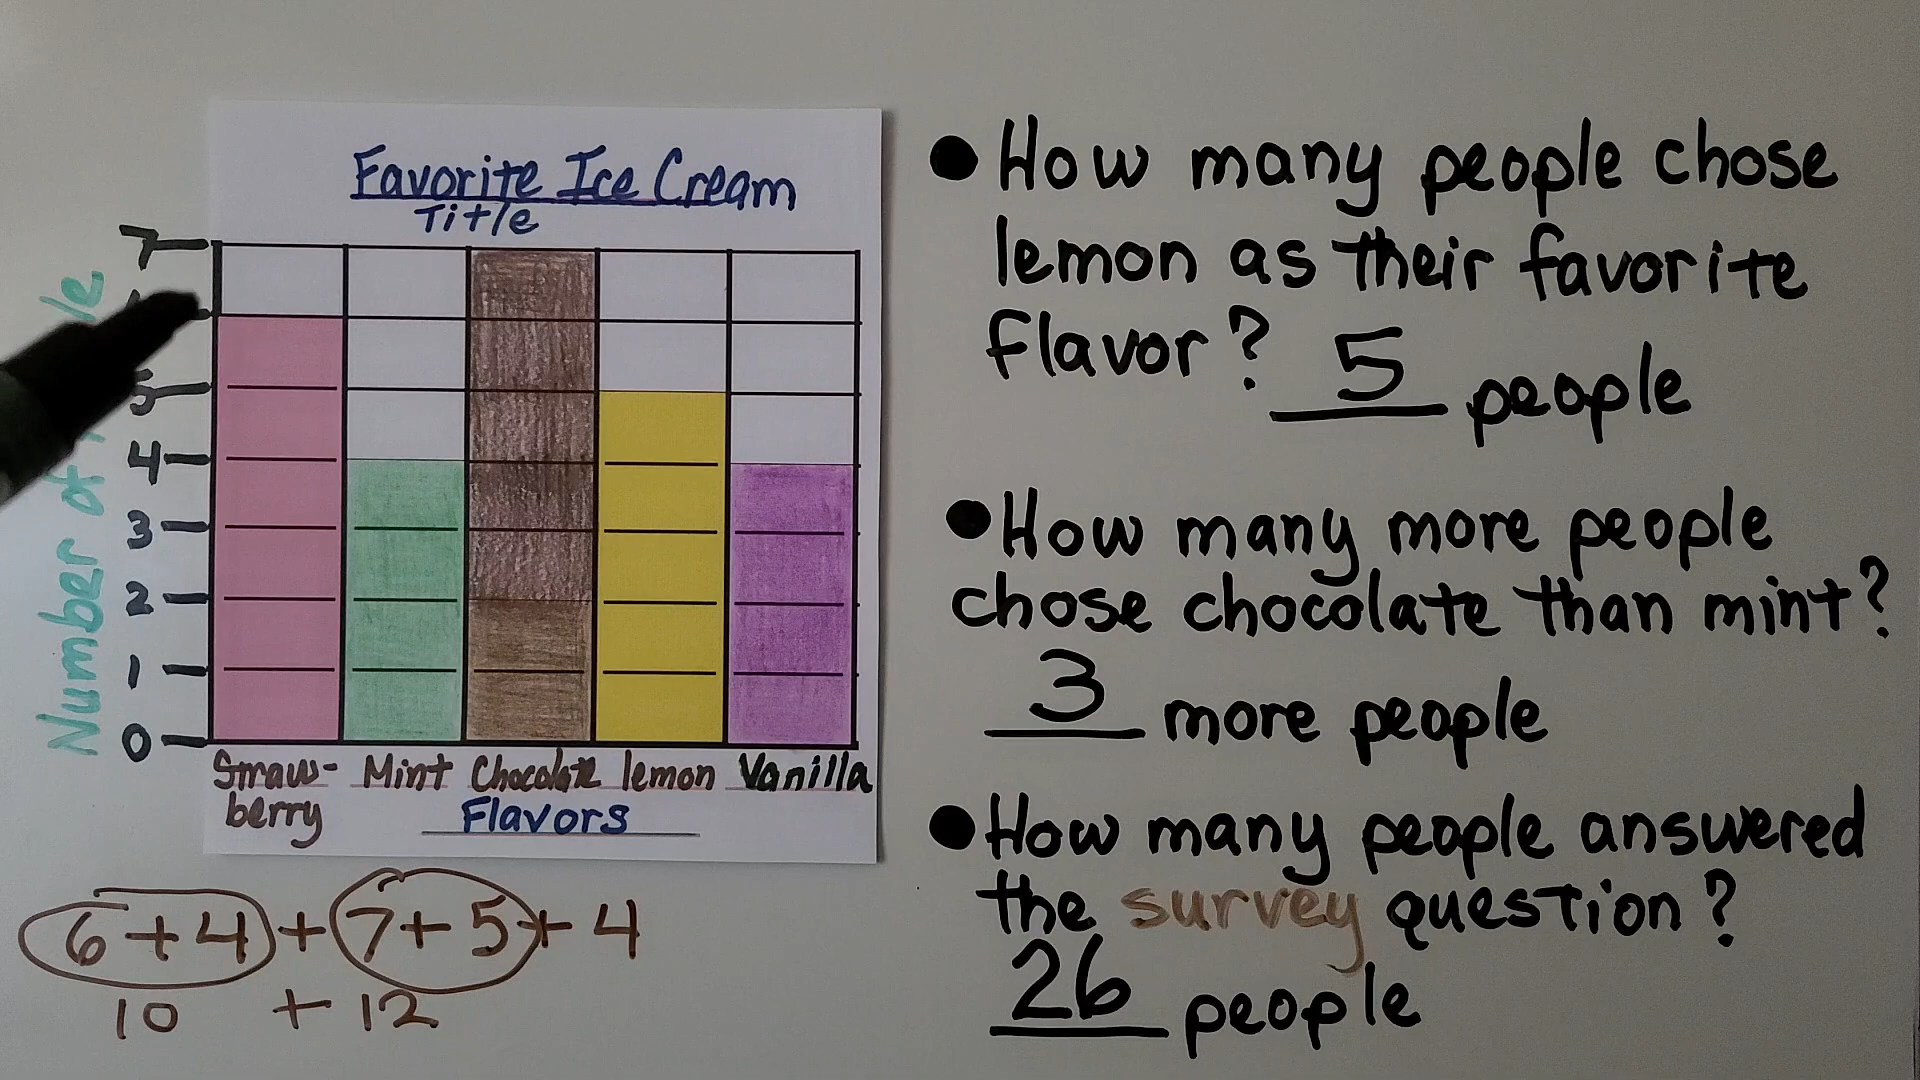 Favorite Ice Cream
Title
7
5
4
3
2
1
0
Number of
Straw-
berry
Mint
Chocolate
lemon
Vanilla
Flavors
6 + 4 + 7 + 5 + 4
10 + 12
• How many people chose
lemon as their favorite
flavor? 5 people
• How many more people
chose chocolate than mint?
3 more people
• How many people answered
the survey question?
26 people